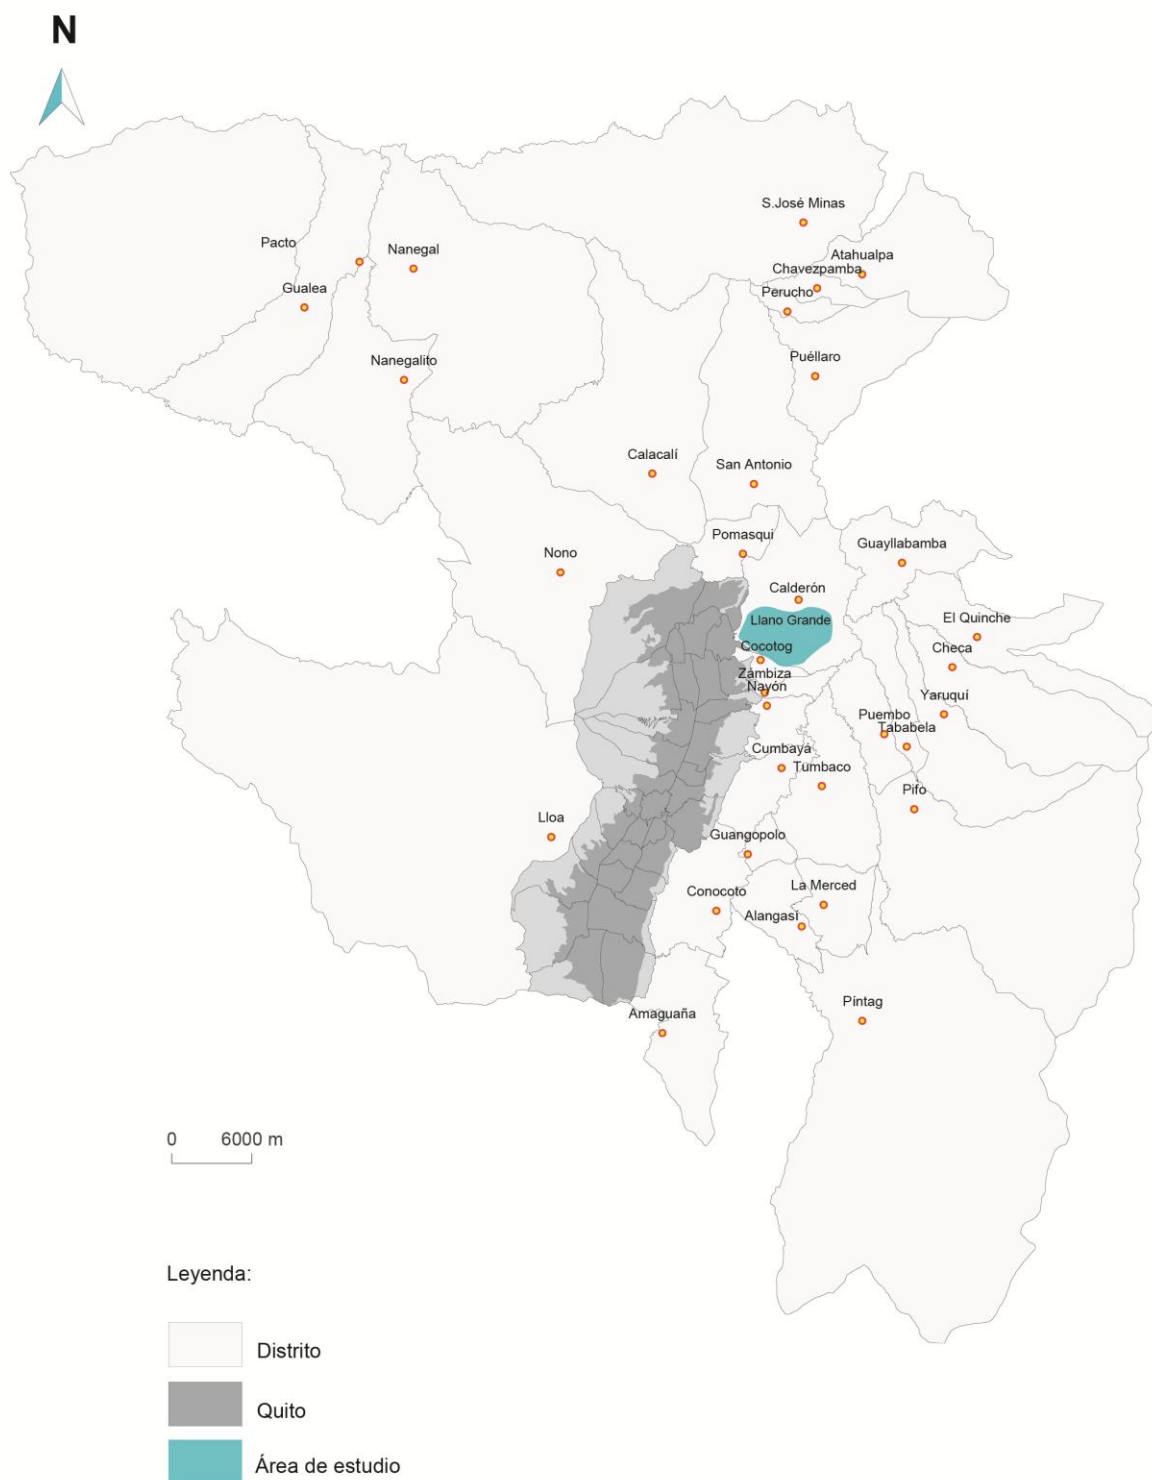 N
S.José Minas
Pacto
Nanegal
Atahualpa
Chavezpamba
Gualea
Perucho
Nanegalito
Puéllaro
Calacalí
San Antonio
Pomasqui
Guayllabamba
Nono
Calderón
Llano Grande
El Quinche
Cocotog
Checa
Zámbiza
Nayón
Yaruquí
Puembo
Tababela
Cumbayá
Tumbaco
Pifo
Lloa
Guangopolo
La Merced
Conocoto
Alangasí
Píntag
Amaguaña
0 6000 m
Leyenda:
Distrito
Quito
Área de estudio